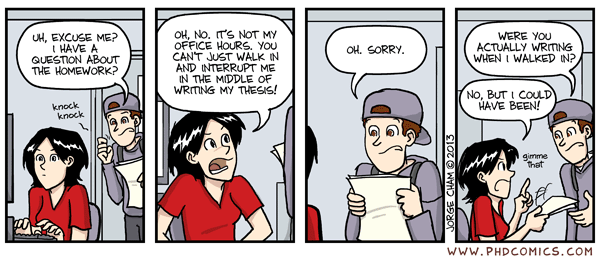 UH, EXCUSE ME?
I HAVE A
QUESTION ABOUT
THE HOMEWORK?
knock
knock
OH, NO. IT'S NOT MY
OFFICE HOURS. YOU
CAN'T JUST WALK IN
AND INTERRUPT ME
IN THE MIDDLE OF
WRITING MY THESIS!
OH. SORRY.
JORGE CHAM © 2013
WERE YOU
ACTUALLY WRITING
WHEN I WALKED IN?
NO, BUT I COULD
HAVE BEEN!
gimme
that
WWW.PHDCOMICS.COM